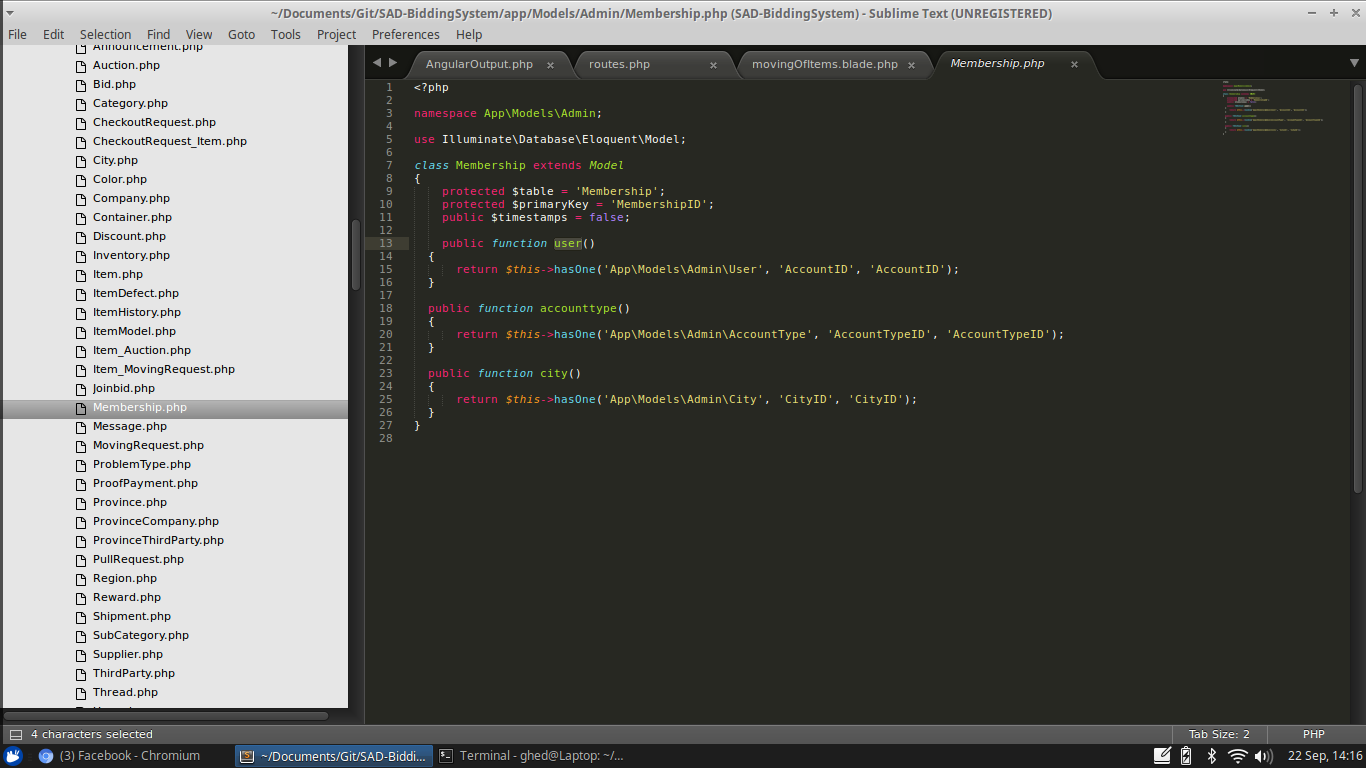 ~/Documents/Git/SAD-BiddingSystem/app/Models/Admin/Membership.php (SAD-BiddingSystem) - Sublime Text (UNREGISTERED)
File Edit Selection Find View Goto Tools Project Preferences Help
Announcement.php
Auction.php
Bid.php
Category.php
CheckoutRequest.php
CheckoutRequest_Item.php
City.php
Color.php
Company.php
Container.php
Discount.php
Inventory.php
Item.php
ItemDefect.php
ItemHistory.php
ItemModel.php
Item_Auction.php
Item_MovingRequest.php
Joinbid.php
Membership.php
Message.php
MovingRequest.php
ProblemType.php
ProofPayment.php
Province.php
ProvinceCompany.php
ProvinceThirdParty.php
PullRequest.php
Region.php
Reward.php
Shipment.php
SubCategory.php
Supplier.php
ThirdParty.php
Thread.php
AngularOutput.php × routes.php × movingOfItems.blade.php × Membership.php ×
1 <?php
2
3 namespace App\Models\Admin;
4
5 use Illuminate\Database\Eloquent\Model;
6
7 class Membership extends Model
8 {
9 protected $table = 'Membership';
10 protected $primaryKey = 'MembershipID';
11 public $timestamps = false;
12
13 public function user()
14 {
15 return $this->hasOne('App\Models\Admin\User', 'AccountID', 'AccountID');
16 }
17
18 public function accounttype()
19 {
20 return $this->hasOne('App\Models\Admin\AccountType', 'AccountTypeID', 'AccountTypeID');
21 }
22
23 public function city()
24 {
25 return $this->hasOne('App\Models\Admin\City', 'CityID', 'CityID');
26 }
27 }
28
4 characters selected Tab Size: 2 PHP
(3) Facebook - Chromium ~/Documents/Git/SAD-Biddi... Terminal - ghed@Laptop: ~/... 22 Sep, 14:16